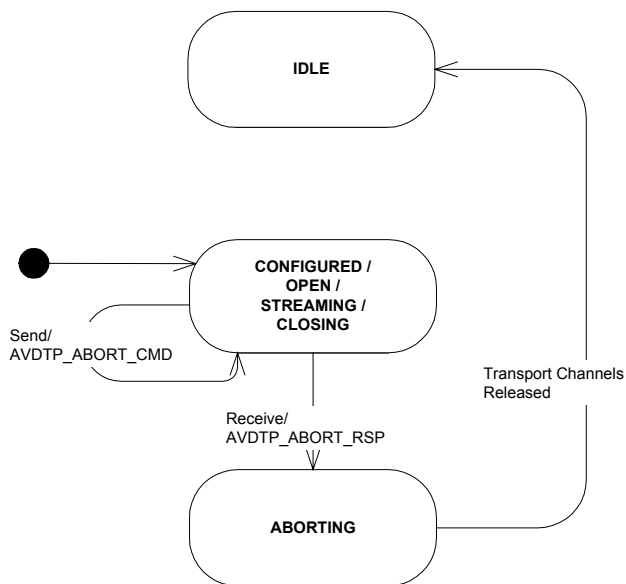 IDLE
CONFIGURED /
OPEN /
STREAMING /
CLOSING
Send/
AVDTP_ABORT_CMD
Transport Channels
Released
Receive/
AVDTP_ABORT_RSP
ABORTING